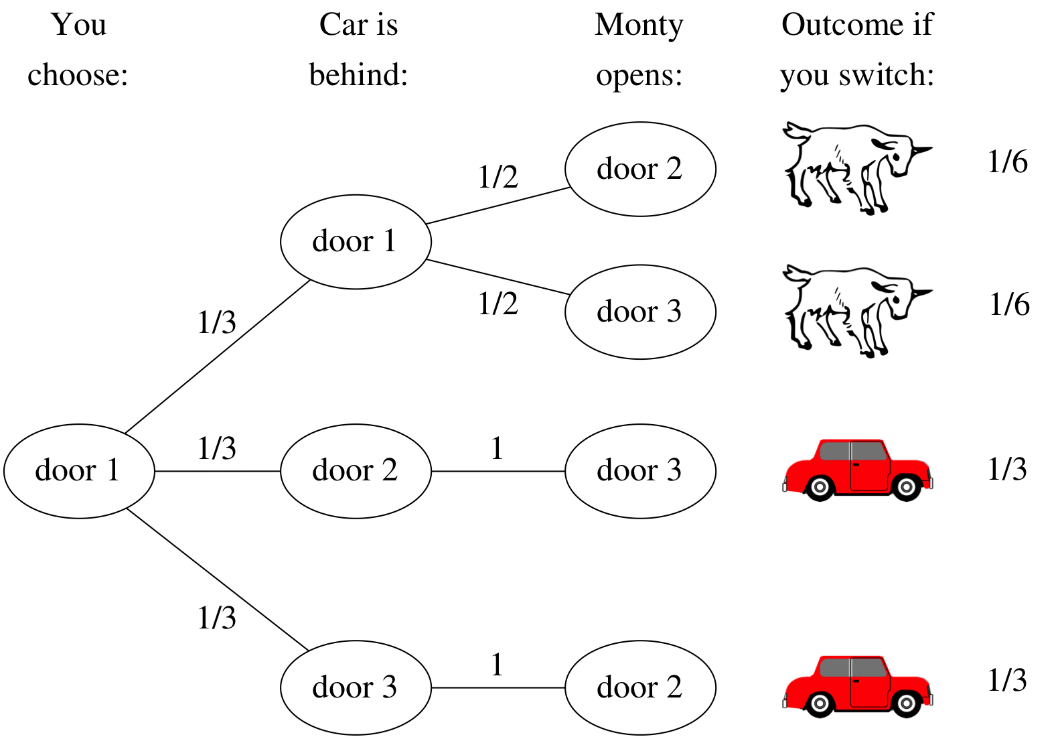 You choose:
Car is behind:
Monty opens:
Outcome if you switch:
door 2
1/6
1/2
door 1
1/2
door 3
1/6
1/3
door 1
1/3
door 2
1
door 3
1/3
1/3
door 3
1
door 2
1/3